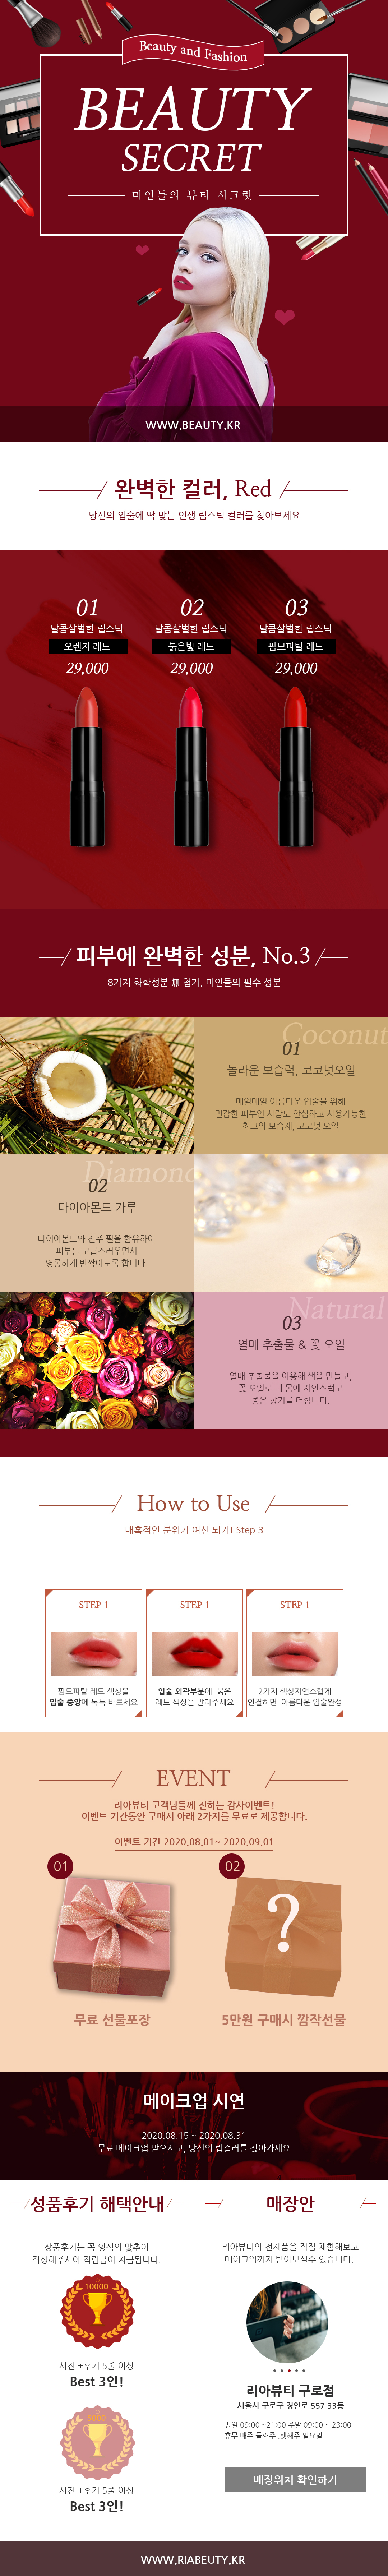 Beauty and Fashion
BEAUTY
SECRET
미인들의 뷰티 시크릿
WWW.BEAUTY.KR
완벽한 컬러, Red
당신의 입술에 딱 맞는 인생 립스틱 컬러를 찾아보세요
01
달콤살벌한 립스틱
오렌지 레드
29,000
02
달콤살벌한 립스틱
붉은빛 레드
29,000
03
달콤살벌한 립스틱
팜므파탈 레트
29,000
피부에 완벽한 성분, No.3
8가지 화학성분 無 첨가, 미인들의 필수 성분
Coconut
01
놀라운 보습력, 코코넛오일
매일매일 아름다운 입술을 위해
민감한 피부인 사람도 안심하고 사용가능한
최고의 보습제, 코코넛 오일
Diamond
02
다이아몬드 가루
다이아몬드와 진주 펄을 함유하여
피부를 고급스러우면서
영롱하게 반짝이도록 합니다.
Natural
03
열매 추출물 & 꽃 오일
열매 추출물을 이용해 색을 만들고,
꽃 오일로 내 몸에 자연스럽고
좋은 향기를 더합니다.
How to Use
매혹적인 분위기 여신 되기! Step 3
STEP 1
팜므파탈 레드 색상을
입술 중앙에 톡톡 바르세요
STEP 1
입술 외곽부분에 붉은
레드 색상을 발라주세요
STEP 1
2가지 색상자연스럽게
연결하면 아름다운 입술완성
EVENT
리아뷰티 고객님들께 전하는 감사이벤트!
이벤트 기간동안 구매시 아래 2가지를 무료로 제공합니다.
이벤트 기간 2020,08,01~ 2020,09,01
01
무료 선물포장
02
?
5만원 구매시 깜작선물
메이크업 시연
2020.08.15 ~ 2020.08.31
무료 메이크업 받으시고, 당신의 립컬러를 찾아가세요
성품후기 해택안내
상품후기는 꼭 양식의 맟추어
작성해주셔야 적립금이 지급됩니다.
10000
사진 +후기 5줄 이상
Best 3인!
5000
사진 +후기 5줄 이상
Best 3인!
매장안
리아뷰티의 전제품을 직접 체험해보고
메이크업까지 받아보실수 있습니다.
리아뷰티 구로점
서울시 구로구 경인로 557 33동
평일 09:00 ~21:00 주말 09:00 ~ 23:00
휴무 매주 둘째주 ,셋째주 일요일
매장위치 확인하기
WWW.RIABEUTY.KR